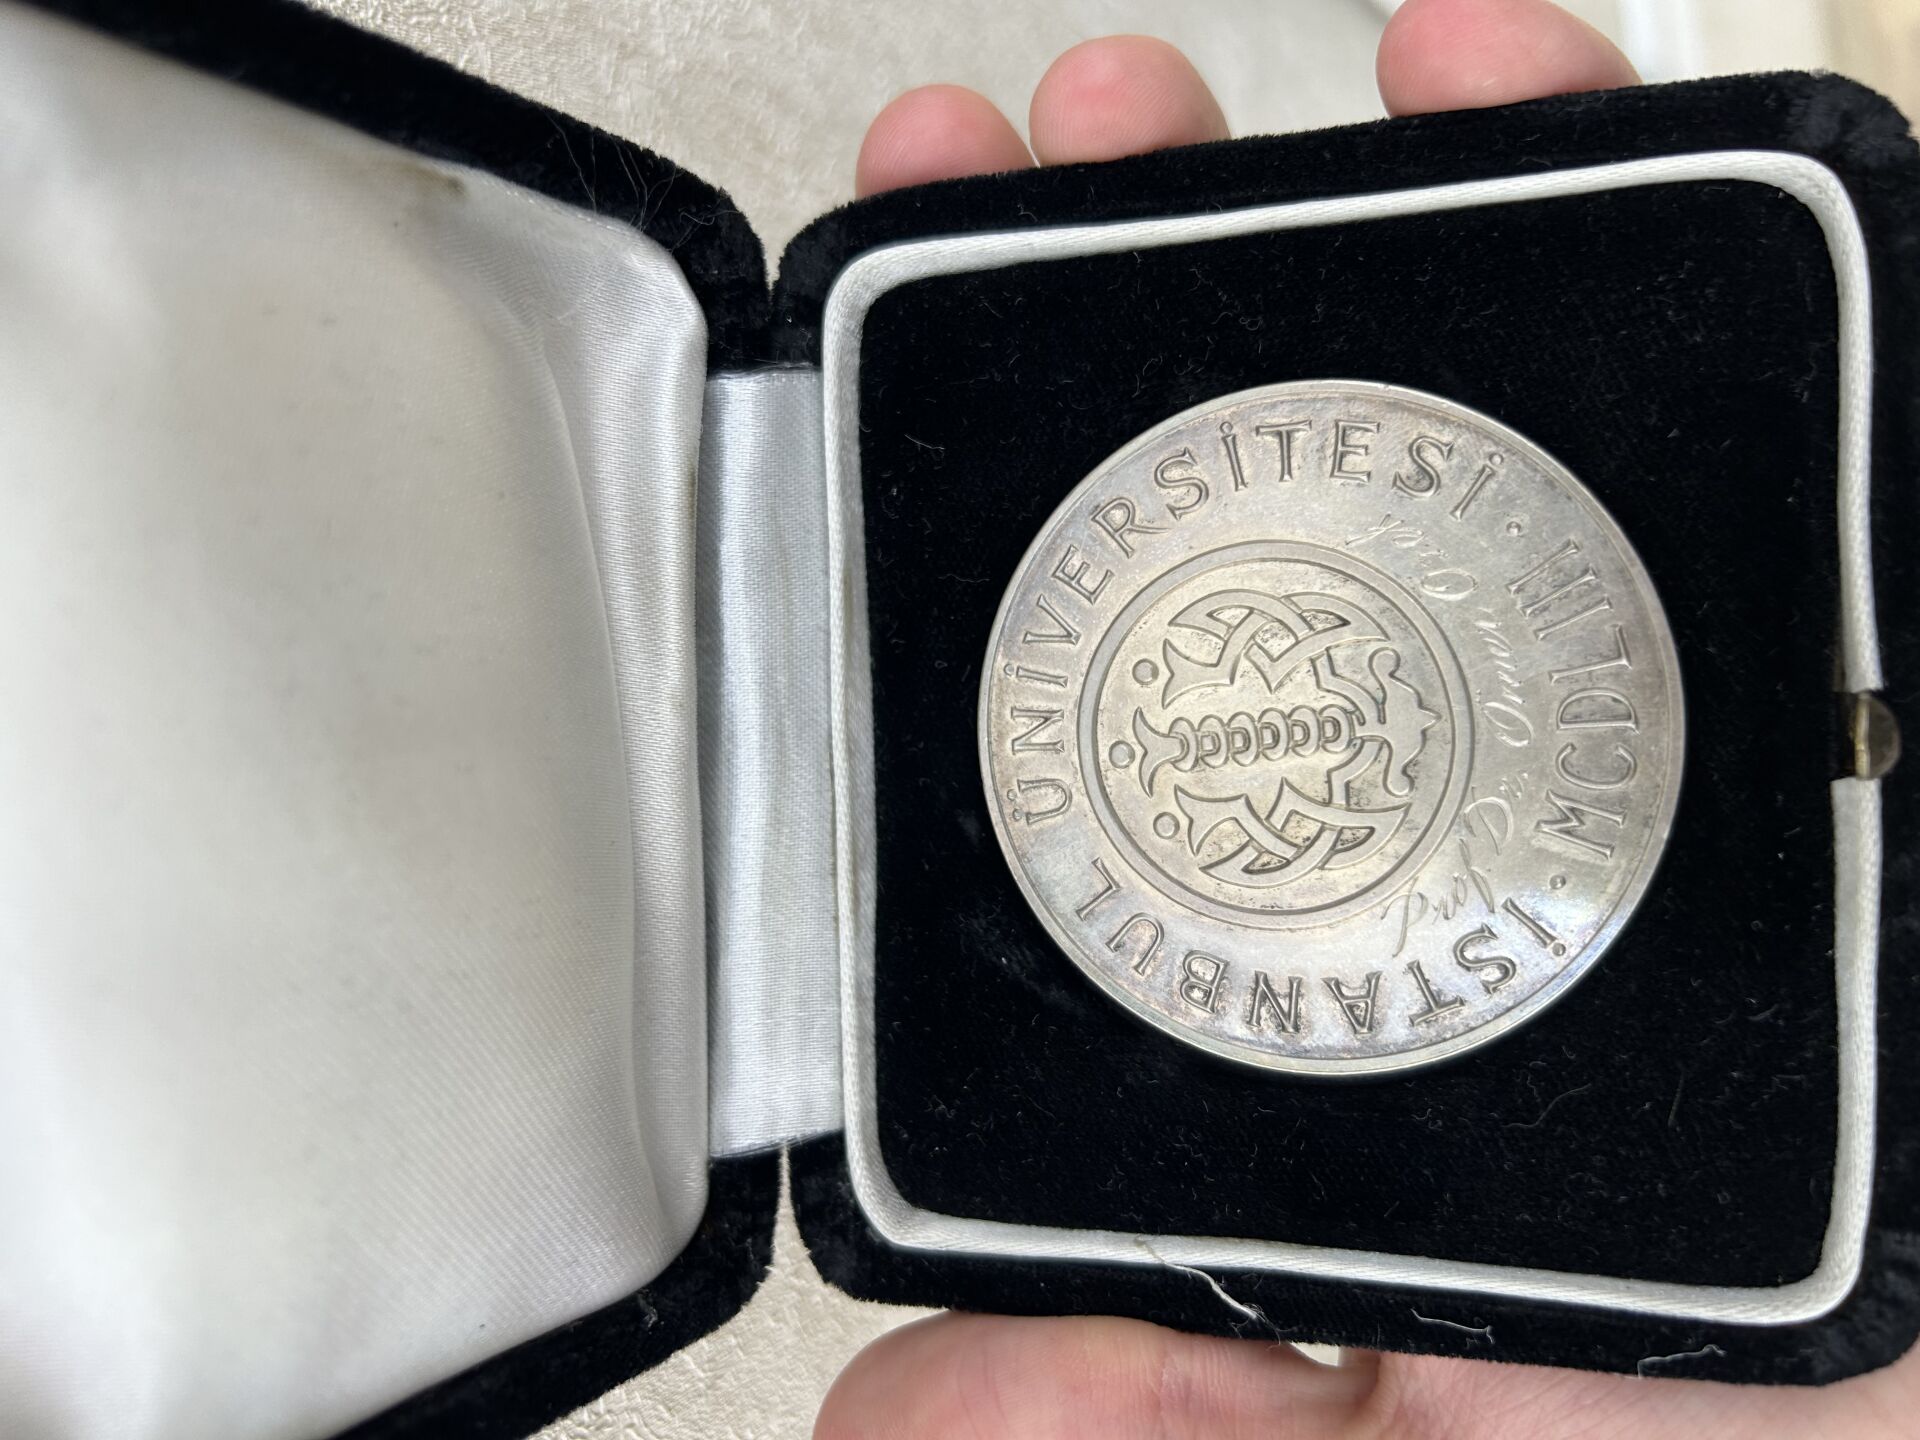 İSTANBUL ÜNİVERSİTESİ
Prof. Dr.
· MCDLIII ·